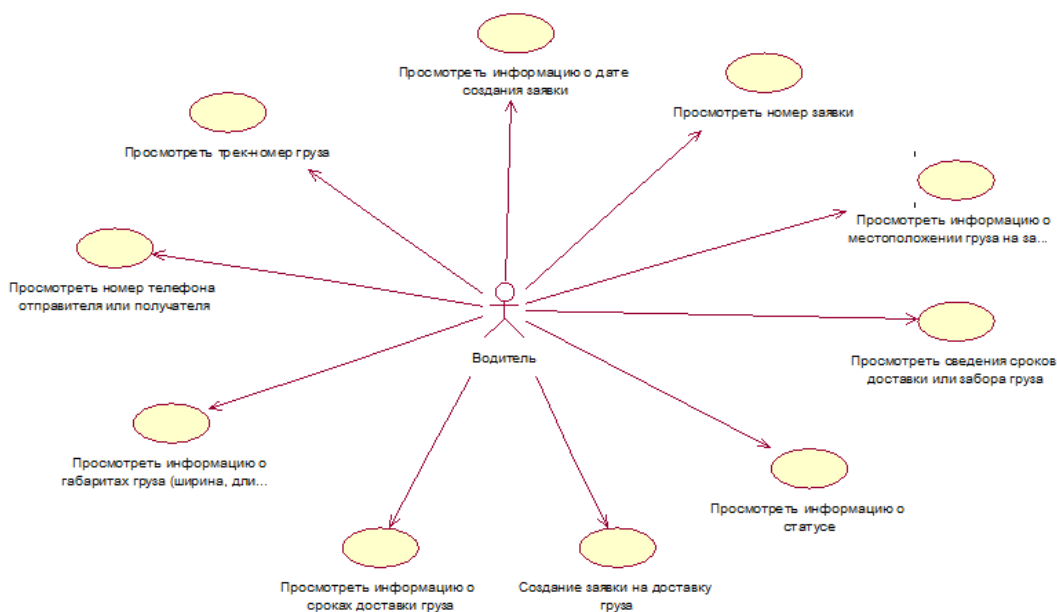 Просмотреть информацию о дате
создания заявки
Просмотреть номер заявки
Просмотреть трек-номер груза
Просмотреть информацию о
местоположении груза на за...
Просмотреть номер телефона
отправителя или получателя
Водитель
Просмотреть сведения сроков
доставки или забора груза
Просмотреть информацию о
габаритах груза (ширина, дли...
Просмотреть информацию о
статусе
Просмотреть информацию о
сроках доставки груза
Создание заявки на доставку
груза